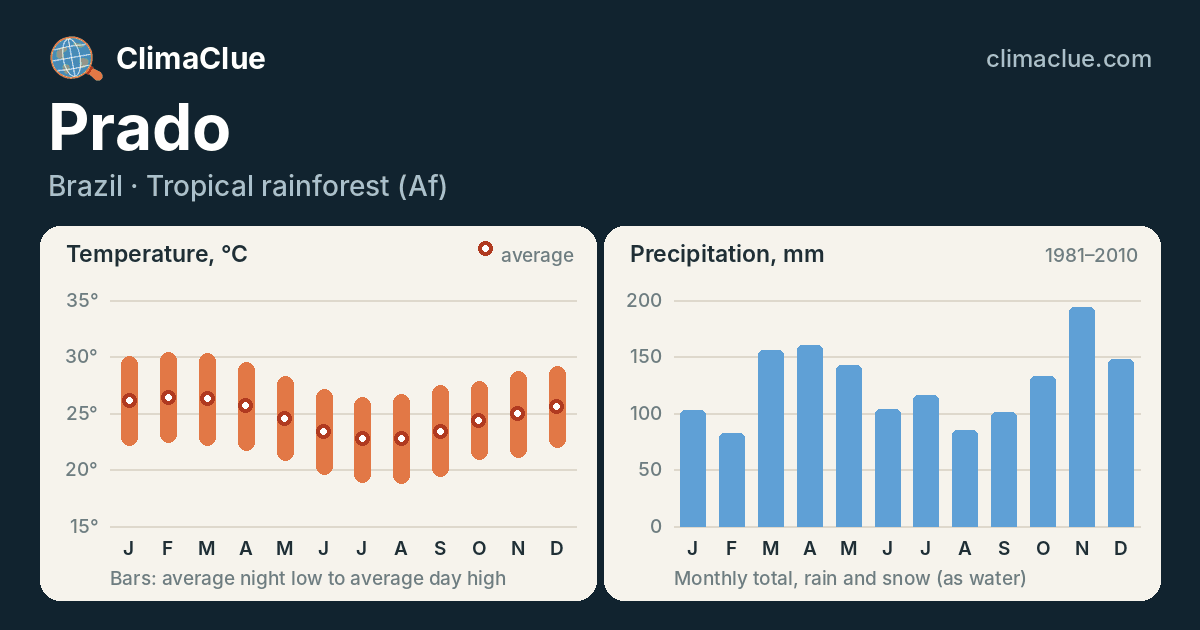 ClimaClue
climaclue.com
Prado
Brazil · Tropical rainforest (Af)
Temperature, °C
average
35°
30°
25°
20°
15°
J F M A M J J A S O N D
Bars: average night low to average day high
Precipitation, mm
1981–2010
200
150
100
50
0
J F M A M J J A S O N D
Monthly total, rain and snow (as water)